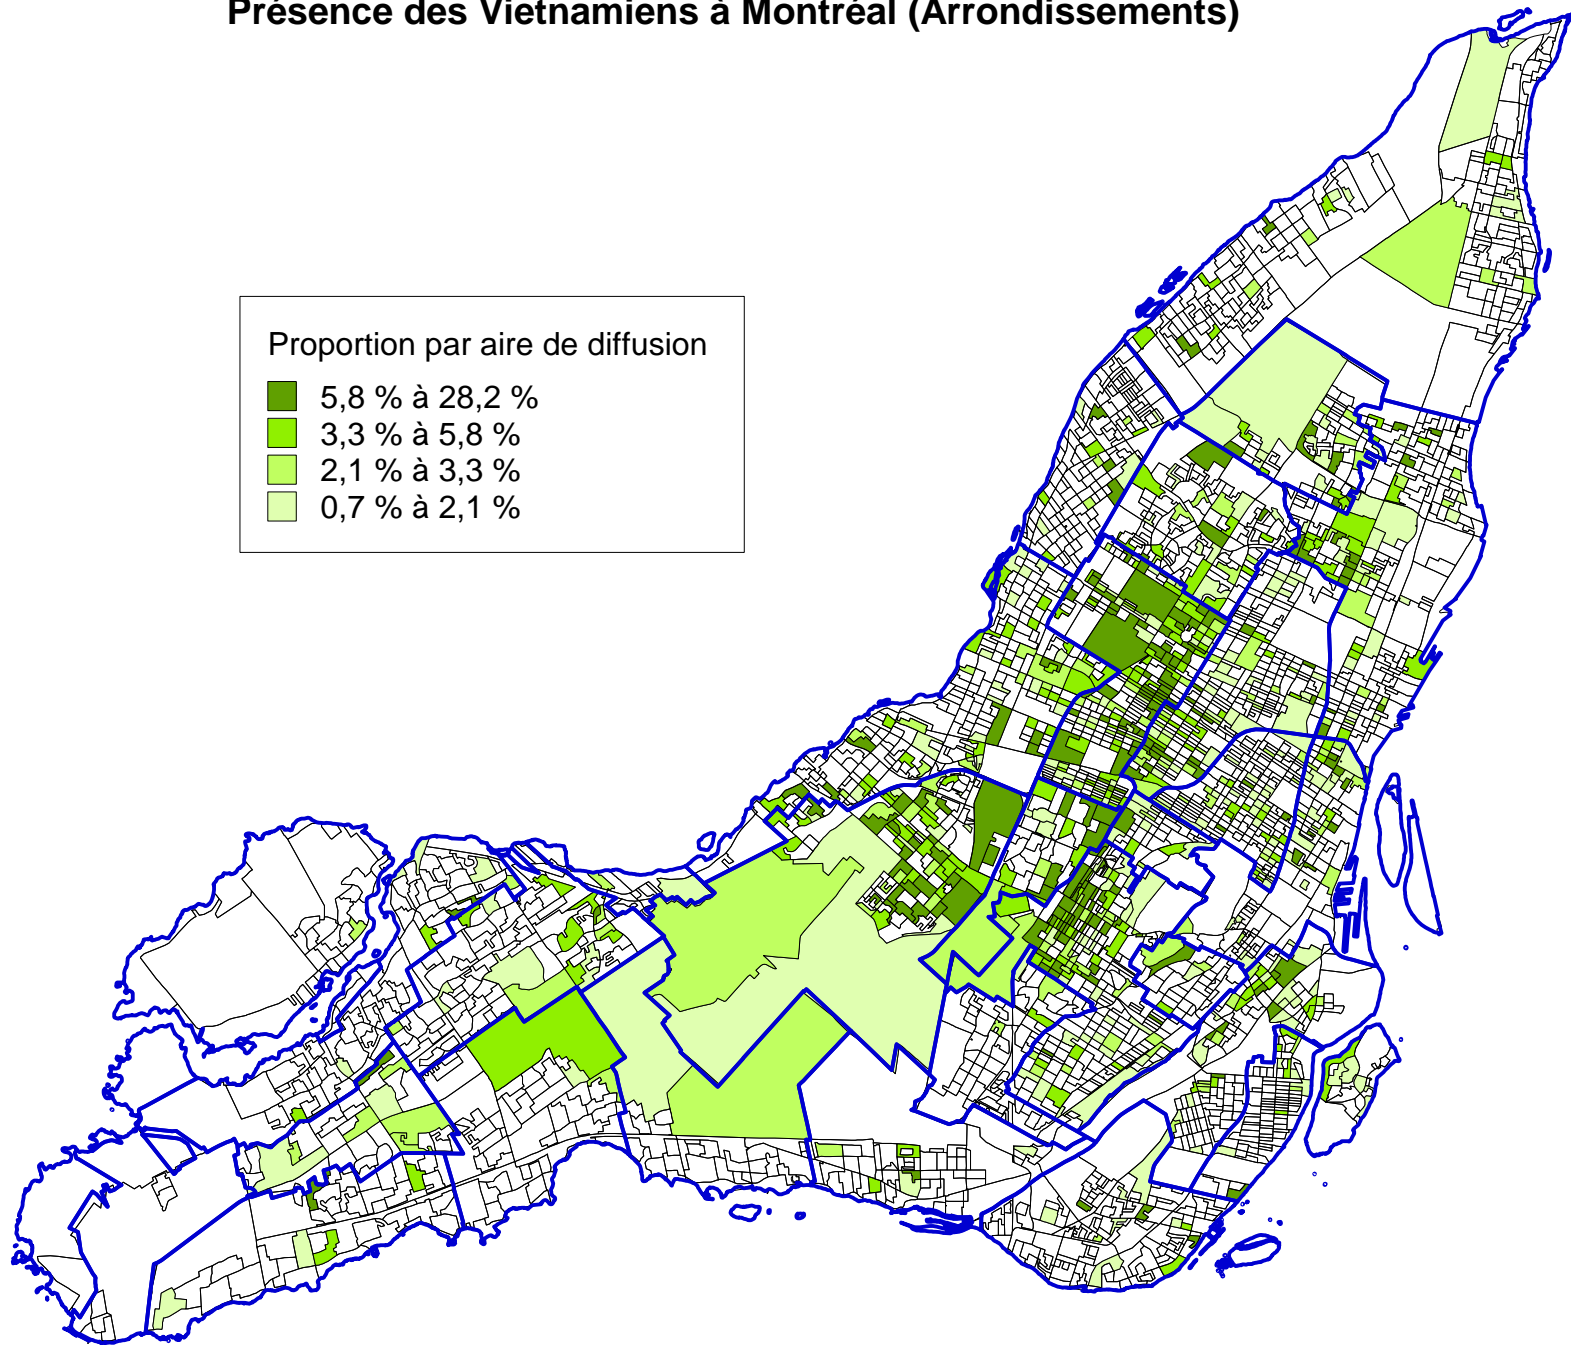 Présence des Vietnamiens à Montréal (Arrondissements)
Proportion par aire de diffusion
5,8 % à 28,2 %
3,3 % à 5,8 %
2,1 % à 3,3 %
0,7 % à 2,1 %